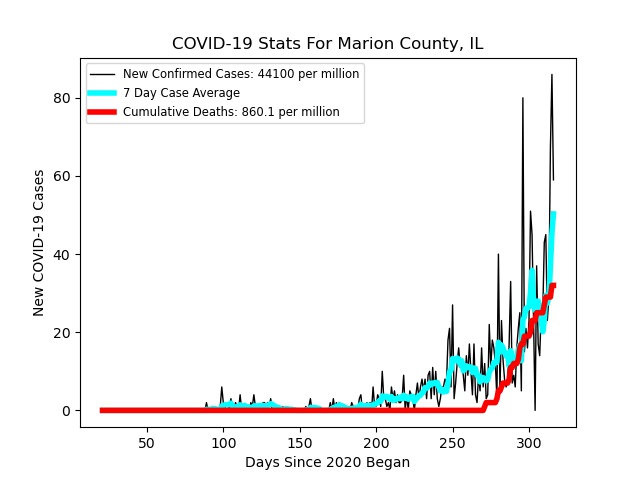 COVID-19 Stats For Marion County, IL
New Confirmed Cases: 44100 per million
7 Day Case Average
Cumulative Deaths: 860.1 per million
New COVID-19 Cases
80
60
40
20
0
50 100 150 200 250 300
Days Since 2020 Began